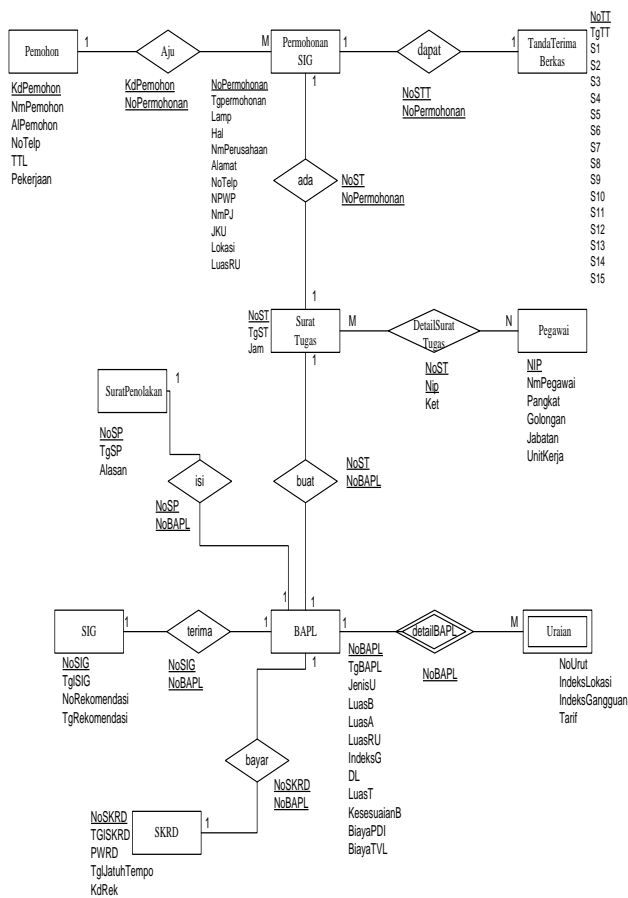 Pemohon
1
Aju
M
Permohonan
SIG
1
dapat
1
TandaTerima
Berkas
NoTT
TgTT
S1
S2
S3
S4
S5
S6
S7
S8
S9
S10
S11
S12
S13
S14
S15
KdPemohon
NmPemohon
AlPemohon
NoTelp
TTL
Pekerjaan
KdPemohon
NoPermohonan
NoPermohonan
Tgpermohonan
Lamp
Hal
NmPerusahaan
Alamat
NoTelp
NPWP
NmPJ
JKU
Lokasi
LuasRU
1
NoSTT
NoPermohonan
ada
NoST
NoPermohonan
1
NoST
TgST
Jam
Surat
Tugas
M
DetailSurat
Tugas
N
Pegawai
NoST
Nip
Ket
NIP
NmPegawai
Pangkat
Golongan
Jabatan
UnitKerja
1
SuratPenolakan
1
NoSP
TgSP
Alasan
isi
NoSP
NoBAPL
buat
NoST
NoBAPL
1
1
SIG
1
terima
1
BAPL
1
detailBAPL
M
Uraian
NoSIG
TglSIG
NoRekomendasi
TgRekomendasi
NoSIG
NoBAPL
1
NoBAPL
TgBAPL
JenisU
LuasB
LuasA
LuasRU
IndeksG
DL
LuasT
KesesuaianB
BiayaPDI
BiayaTVL
NoBAPL
NoUrut
IndeksLokasi
IndeksGangguan
Tarif
bayar
NoSKRD
NoBAPL
NoSKRD
TGlSKRD
PWRD
TglJatuhTempo
KdRek
SKRD
1